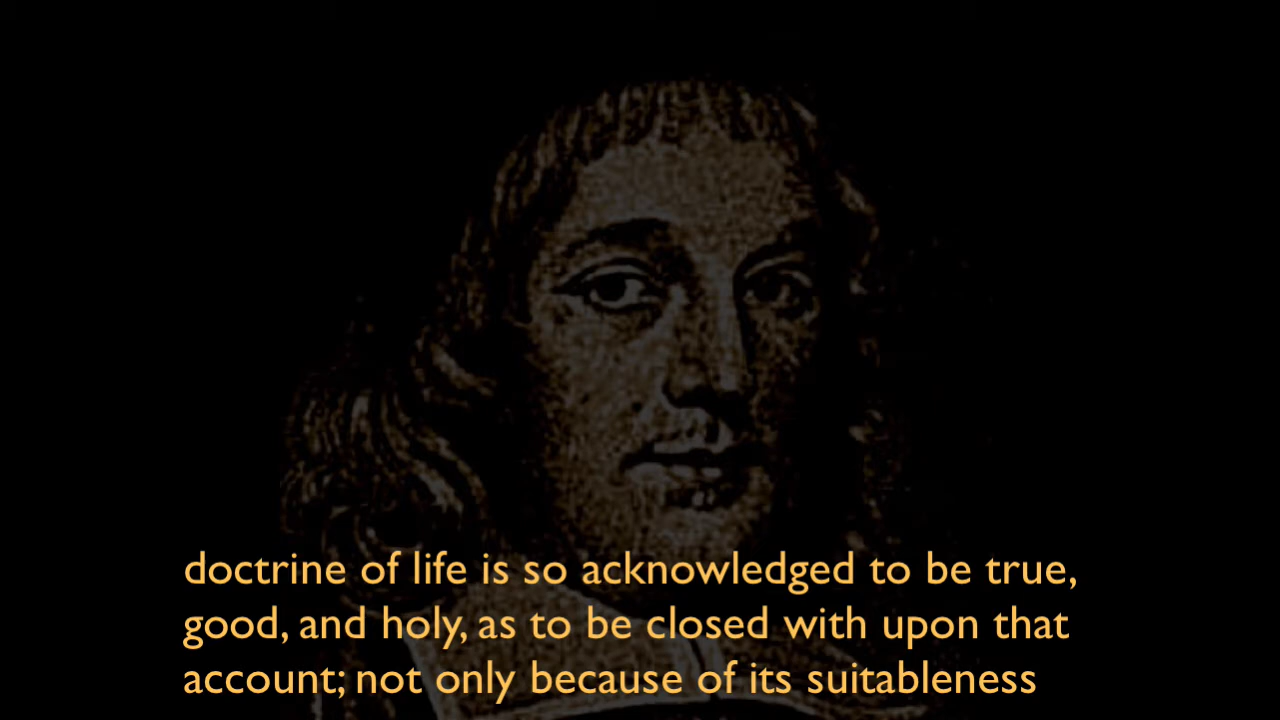 doctrine of life is so acknowledged to be true,
good, and holy, as to be closed with upon that
account; not only because of its suitableness